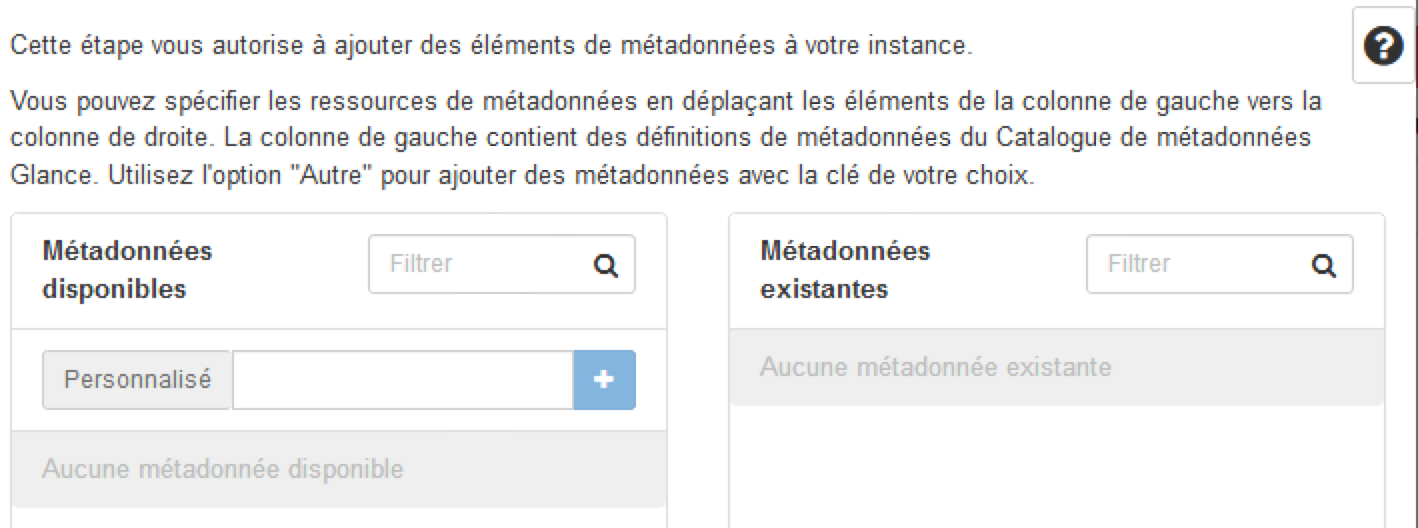 Cette étape vous autorise à ajouter des éléments de métadonnées à votre instance.
Vous pouvez spécifier les ressources de métadonnées en déplaçant les éléments de la colonne de gauche vers la
colonne de droite. La colonne de gauche contient des définitions de métadonnées du Catalogue de métadonnées
Glance. Utilisez l'option "Autre" pour ajouter des métadonnées avec la clé de votre choix.
Métadonnées
disponibles
Filtrer
Personnalisé
Aucune métadonnée disponible
Métadonnées
existantes
Filtrer
Aucune métadonnée existante